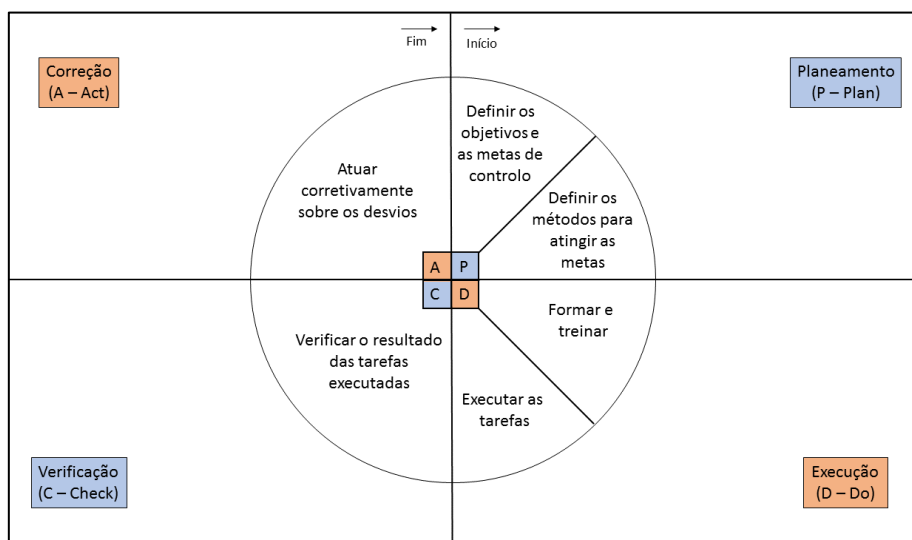 Fim
Início
Correção
(A – Act)
Planeamento
(P – Plan)
Definir os
objetivos e
as metas de
controlo
Atuar
corretivamente
sobre os desvios
Definir os
métodos para
atingir as
metas
A
P
C
D
Formar e
treinar
Verificar o resultado
das tarefas
executadas
Executar as
tarefas
Verificação
(C – Check)
Execução
(D – Do)